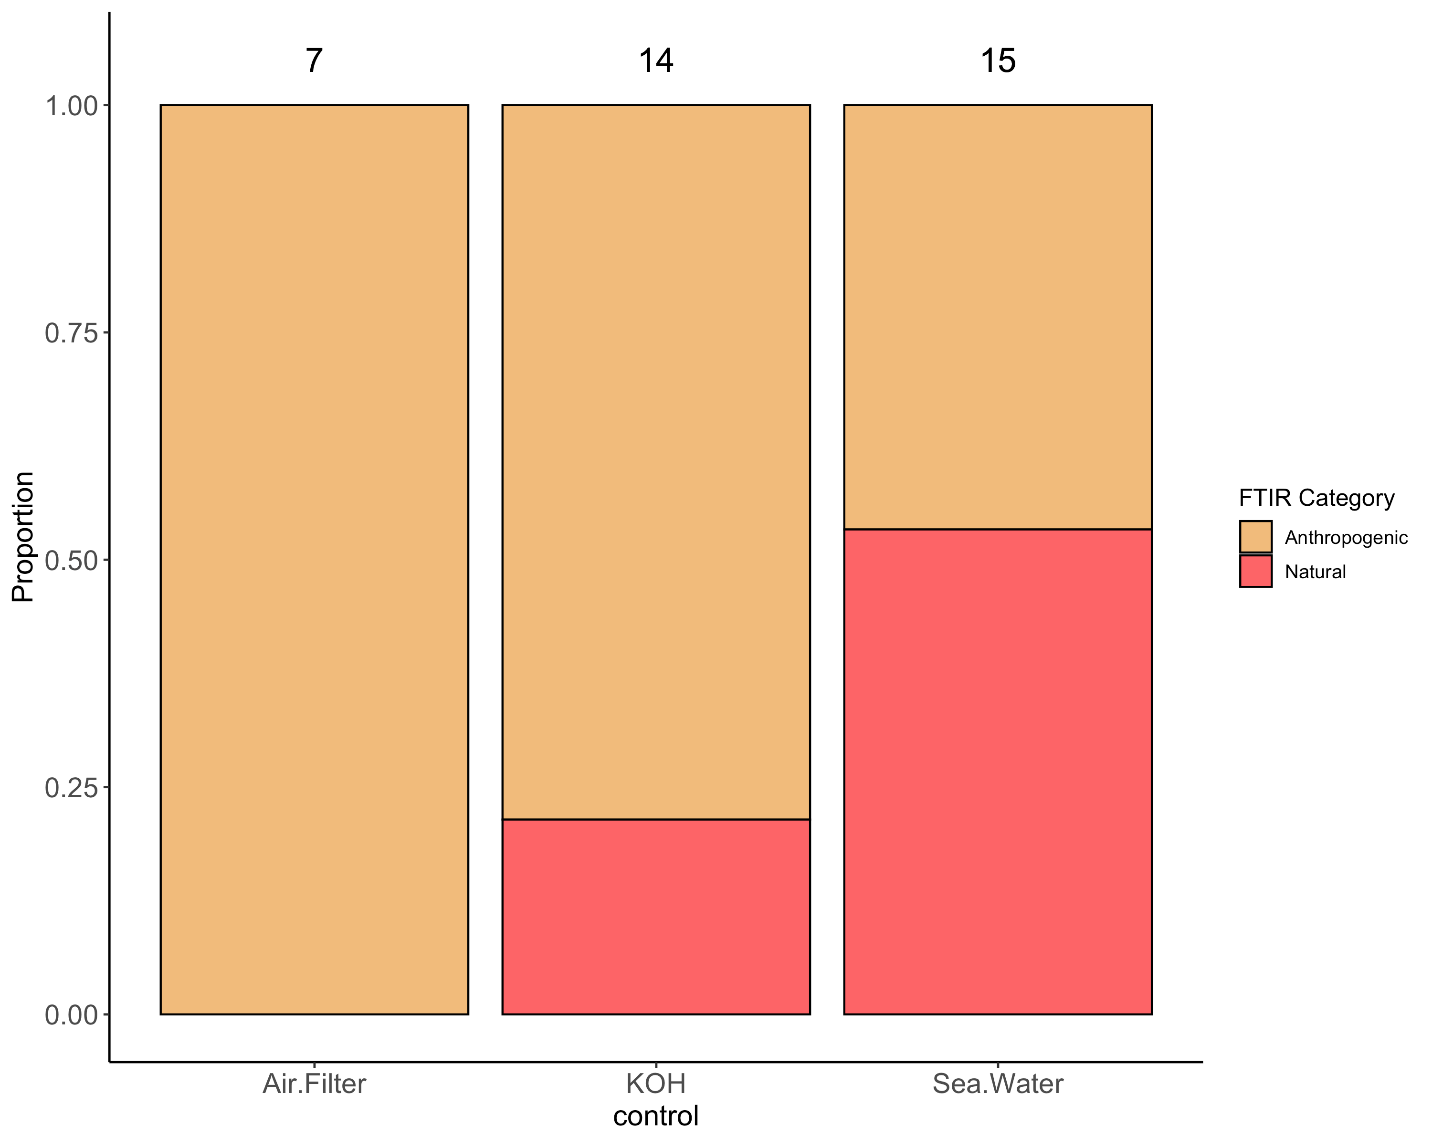 7 14 15
1.00
0.75
0.50
0.25
0.00
Proportion
Air.Filter KOH Sea.Water
control
FTIR Category
Anthropogenic
Natural